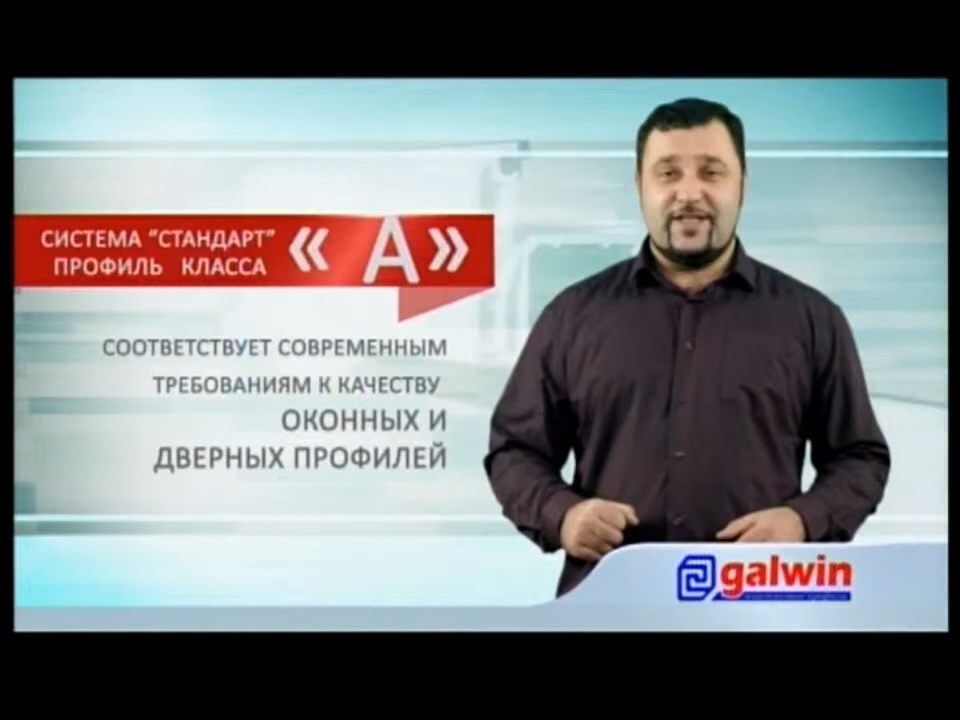 СИСТЕМА “СТАНДАРТ”
ПРОФИЛЬ КЛАССА
« А»
СООТВЕТСТВУЕТ СОВРЕМЕННЫМ
ТРЕБОВАНИЯМ К КАЧЕСТВУ
ОКОННЫХ И
ДВЕРНЫХ ПРОФИЛЕЙ
galwin